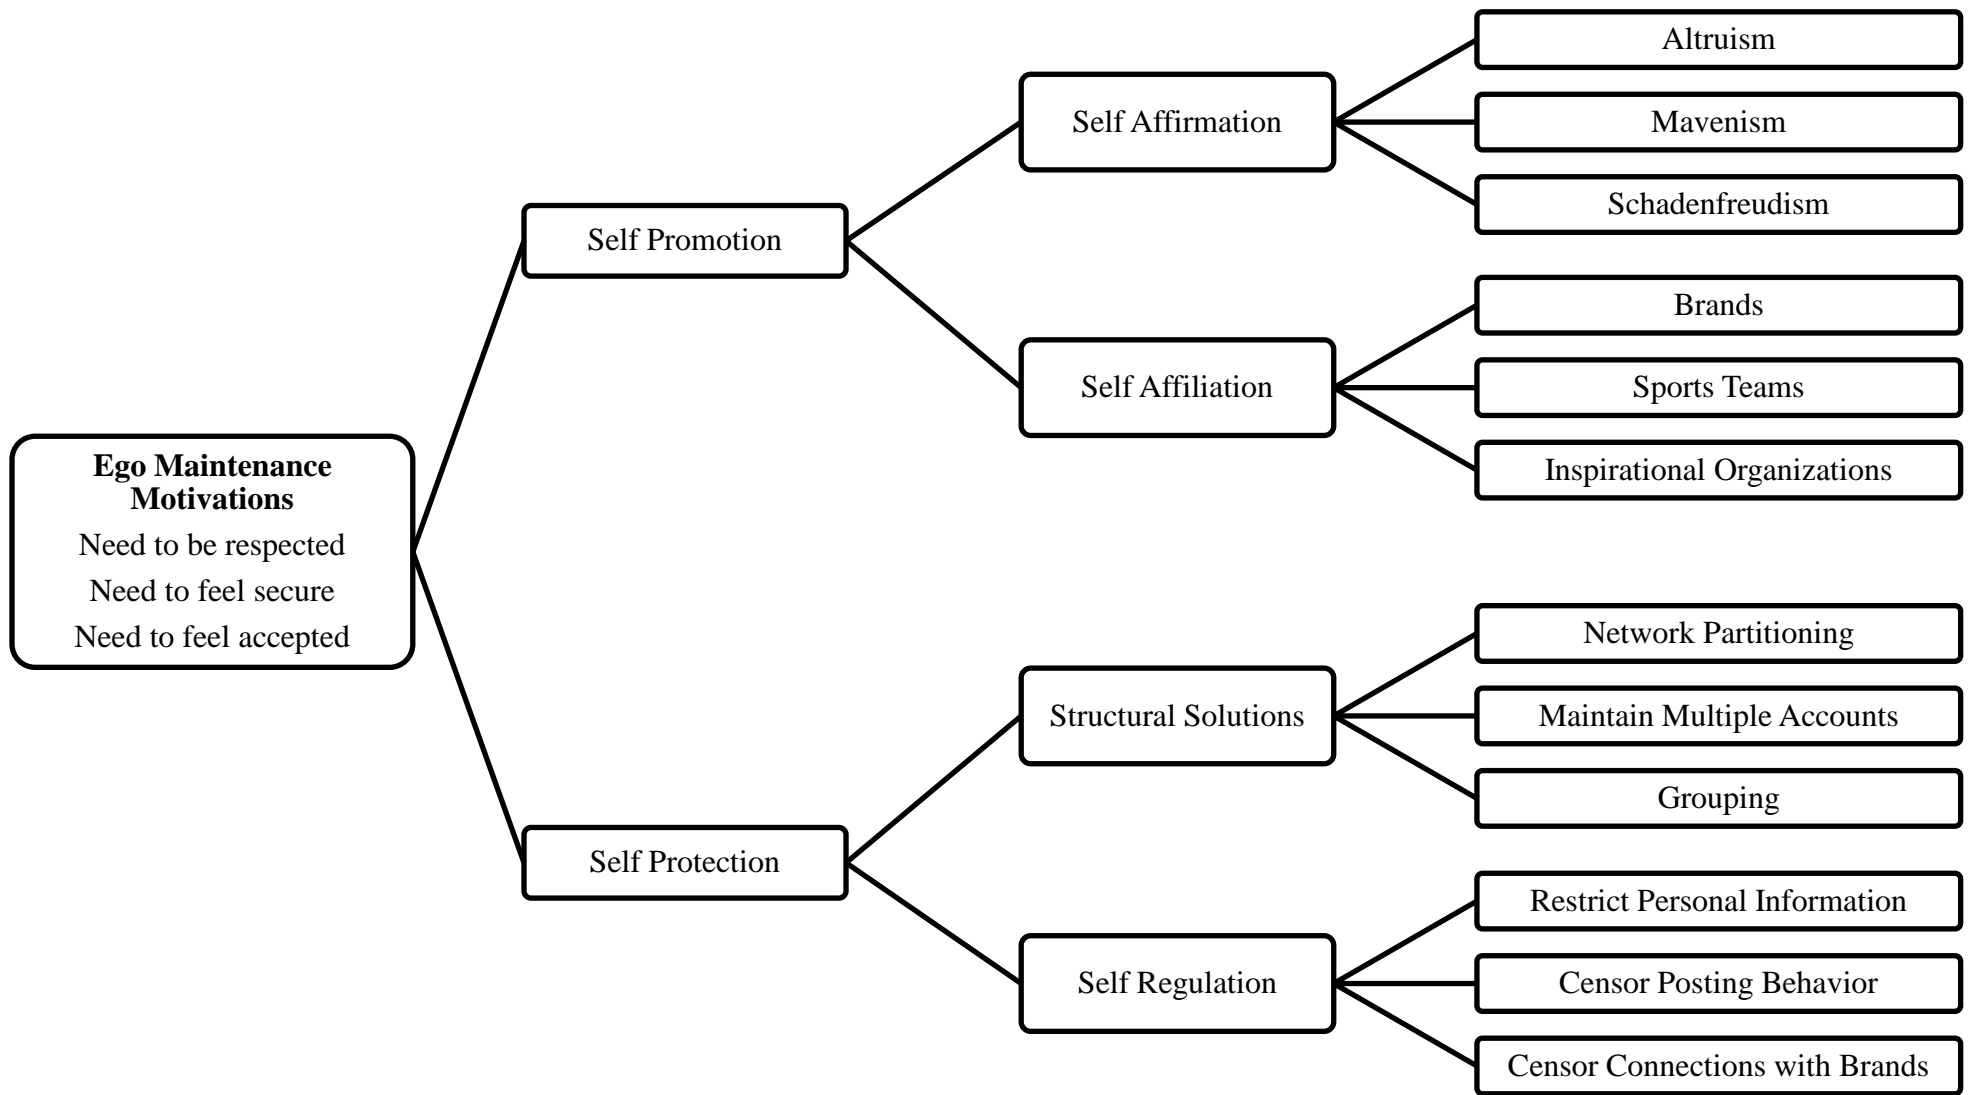 Ego Maintenance
Motivations
Need to be respected
Need to feel secure
Need to feel accepted
Self Promotion
Self Affirmation
Altruism
Mavenism
Schadenfreudism
Self Affiliation
Brands
Sports Teams
Inspirational Organizations
Self Protection
Structural Solutions
Network Partitioning
Maintain Multiple Accounts
Grouping
Self Regulation
Restrict Personal Information
Censor Posting Behavior
Censor Connections with Brands